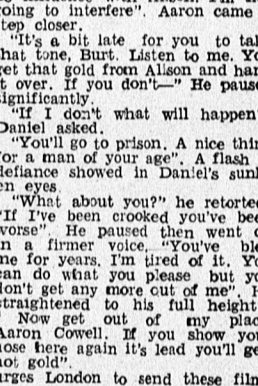 going to interfere". Aaron came
step closer.
"It's a bit late for you to tal
hat tone, Burt. Listen to me. Yo
get that gold from Alison and han
t over. If you don't—" He pause
significantly.
"If I don't what will happen
Daniel asked.
"You'll go to prison. A nice thin
for a man of your age". A flash
defiance showed in Daniel's sunk
en eyes.
"What about you?" he retorte
"If I've been crooked you've bee
worse". He paused then went o
n a firmer voice, "You've ble
me for years. I'm tired of it. Yo
can do what you please but yo
don't get any more out of me". H
straightened to his full height
Now get out of my plac
Aaron Cowell. If you show you
nose here again it's lead you'll ge
not gold".
urges London to send these film